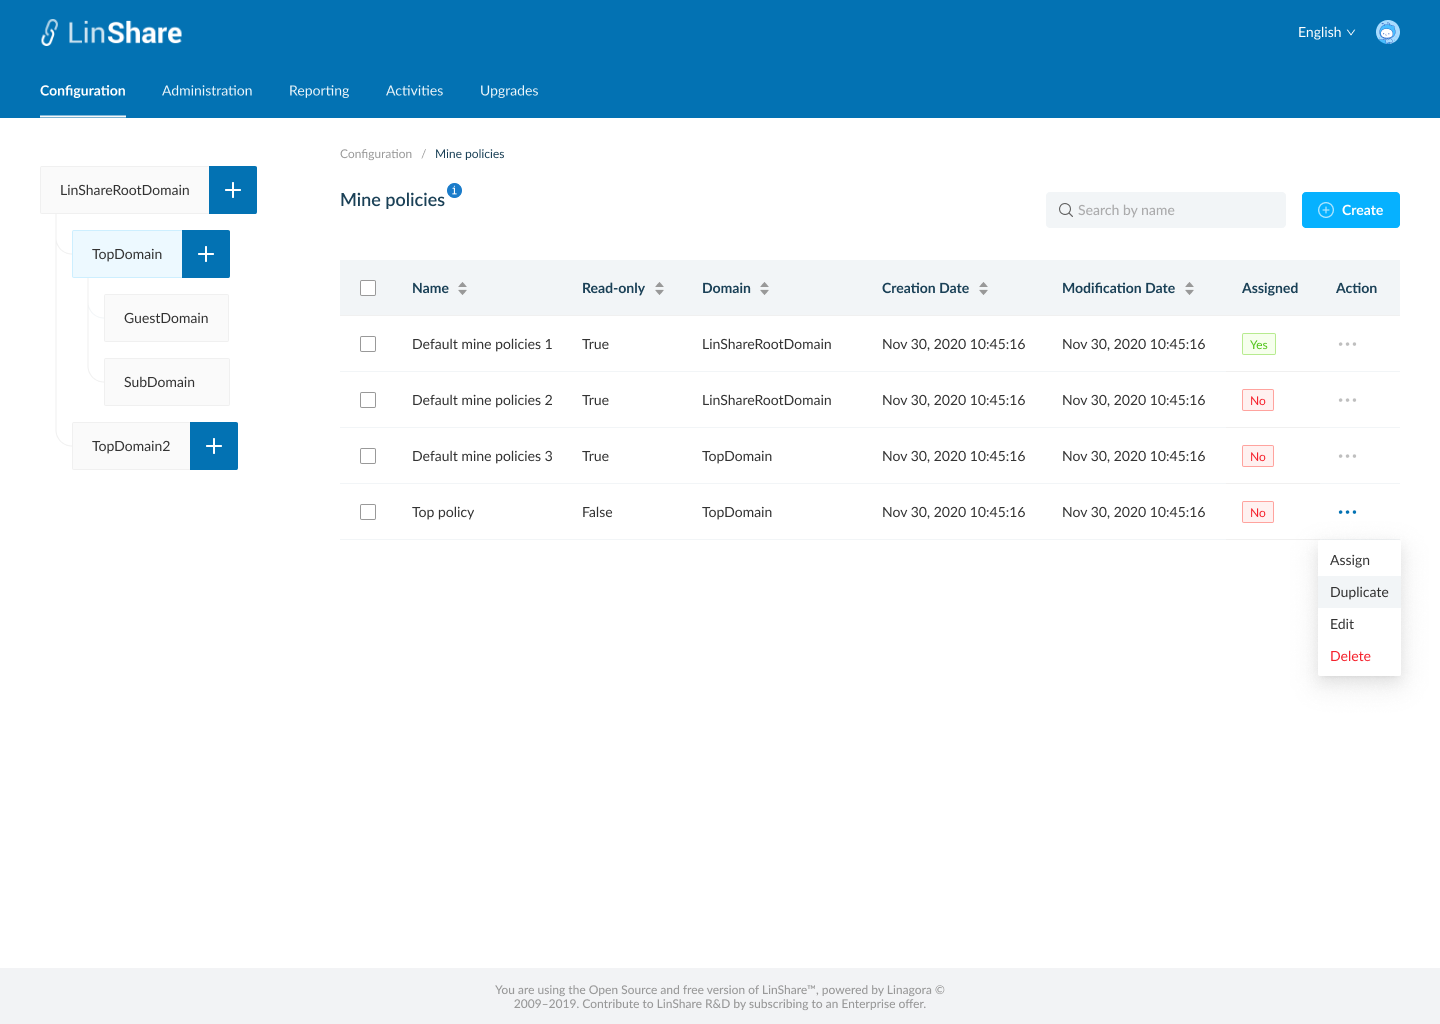 LinShare
English
Configuration Administration Reporting Activities Upgrades
Configuration / Mine policies
LinShareRootDomain
TopDomain
GuestDomain
SubDomain
TopDomain2
Mine policies
Search by name
Create
Name Read-only Domain Creation Date Modification Date Assigned Action
Default mine policies 1 True LinShareRootDomain Nov 30, 2020 10:45:16 Nov 30, 2020 10:45:16 Yes
Default mine policies 2 True LinShareRootDomain Nov 30, 2020 10:45:16 Nov 30, 2020 10:45:16 No
Default mine policies 3 True TopDomain Nov 30, 2020 10:45:16 Nov 30, 2020 10:45:16 No
Top policy False TopDomain Nov 30, 2020 10:45:16 Nov 30, 2020 10:45:16 No
Assign
Duplicate
Edit
Delete
You are using the Open Source and free version of LinShare™, powered by Linagora ©
2009–2019. Contribute to LinShare R&D by subscribing to an Enterprise offer.